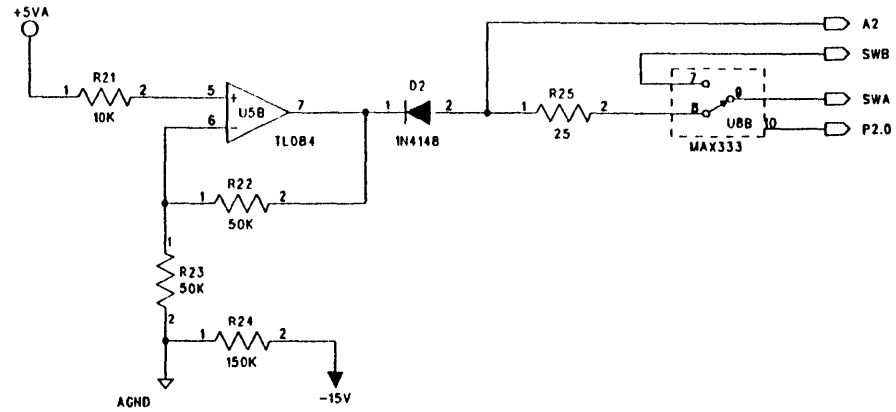 +5VA
A2
SWB
1 R21 2
10K
5 +
U5B
7
6 -
TL084
D2
1 2
1N4148
1 R25 2
25
7
8
9
U8B
10
MAX333
SWA
P2.0
1 R22 2
50K
1
R23
50K
2
1 R24 2
150K
AGND
-15V